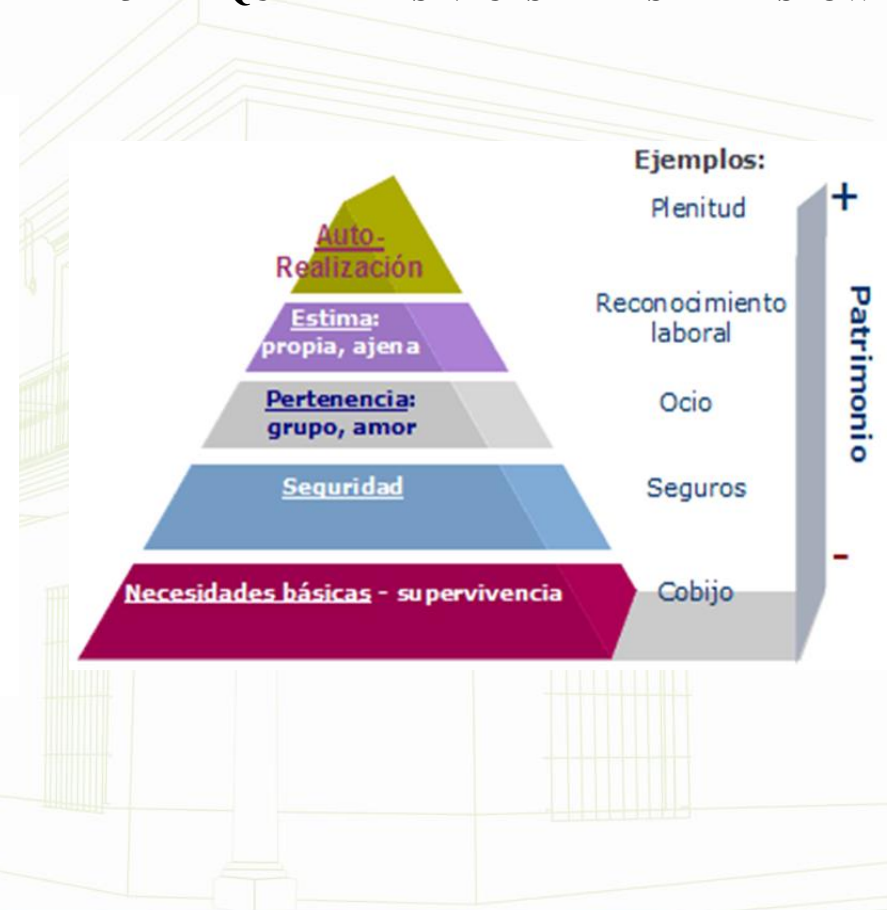 Ejemplos:
Plenitud
Auto-
Realización
Reconocimiento
laboral
Estima:
propia, ajena
Pertenencia:
grupo, amor
Ocio
Seguridad
Seguros
Necesidades básicas - supervivencia
Cobijo
+
Patrimonio
-